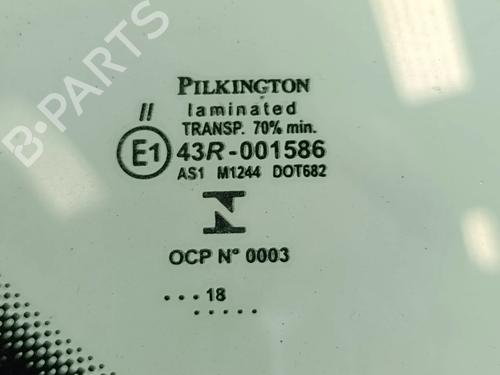 B-PARTS
PILKINGTON
II laminated
TRANSP. 70% min.
E1 43R-001586
AS1 M1244 DOT682
OCP N° 0003
...18
.....